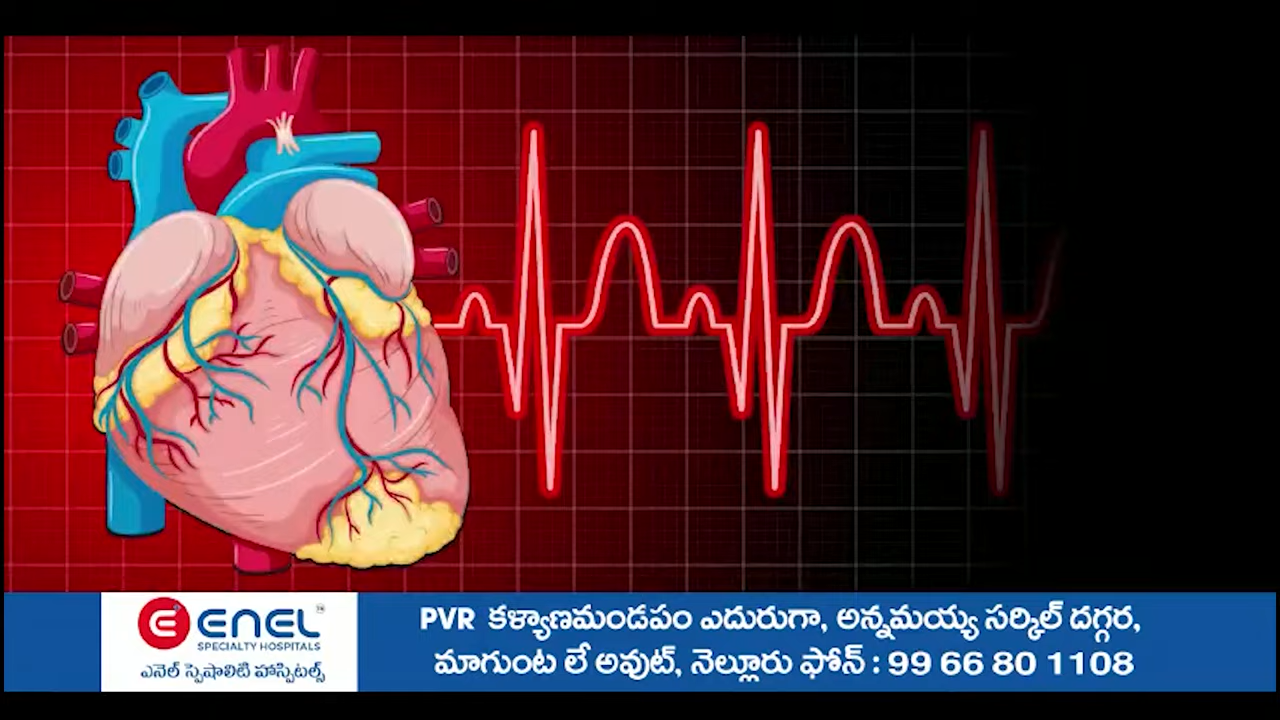 ENEL
SPECIALTY HOSPITALS
ఎనెల్ స్పెషాలిటి హాస్పిటల్స్
PVR కళ్యాణమండపం ఎదురుగా, అన్నమయ్య సర్కిల్ దగ్గర,
మాగుంట లే అవుట్, నెల్లూరు ఫోన్ : 99 66 80 1108